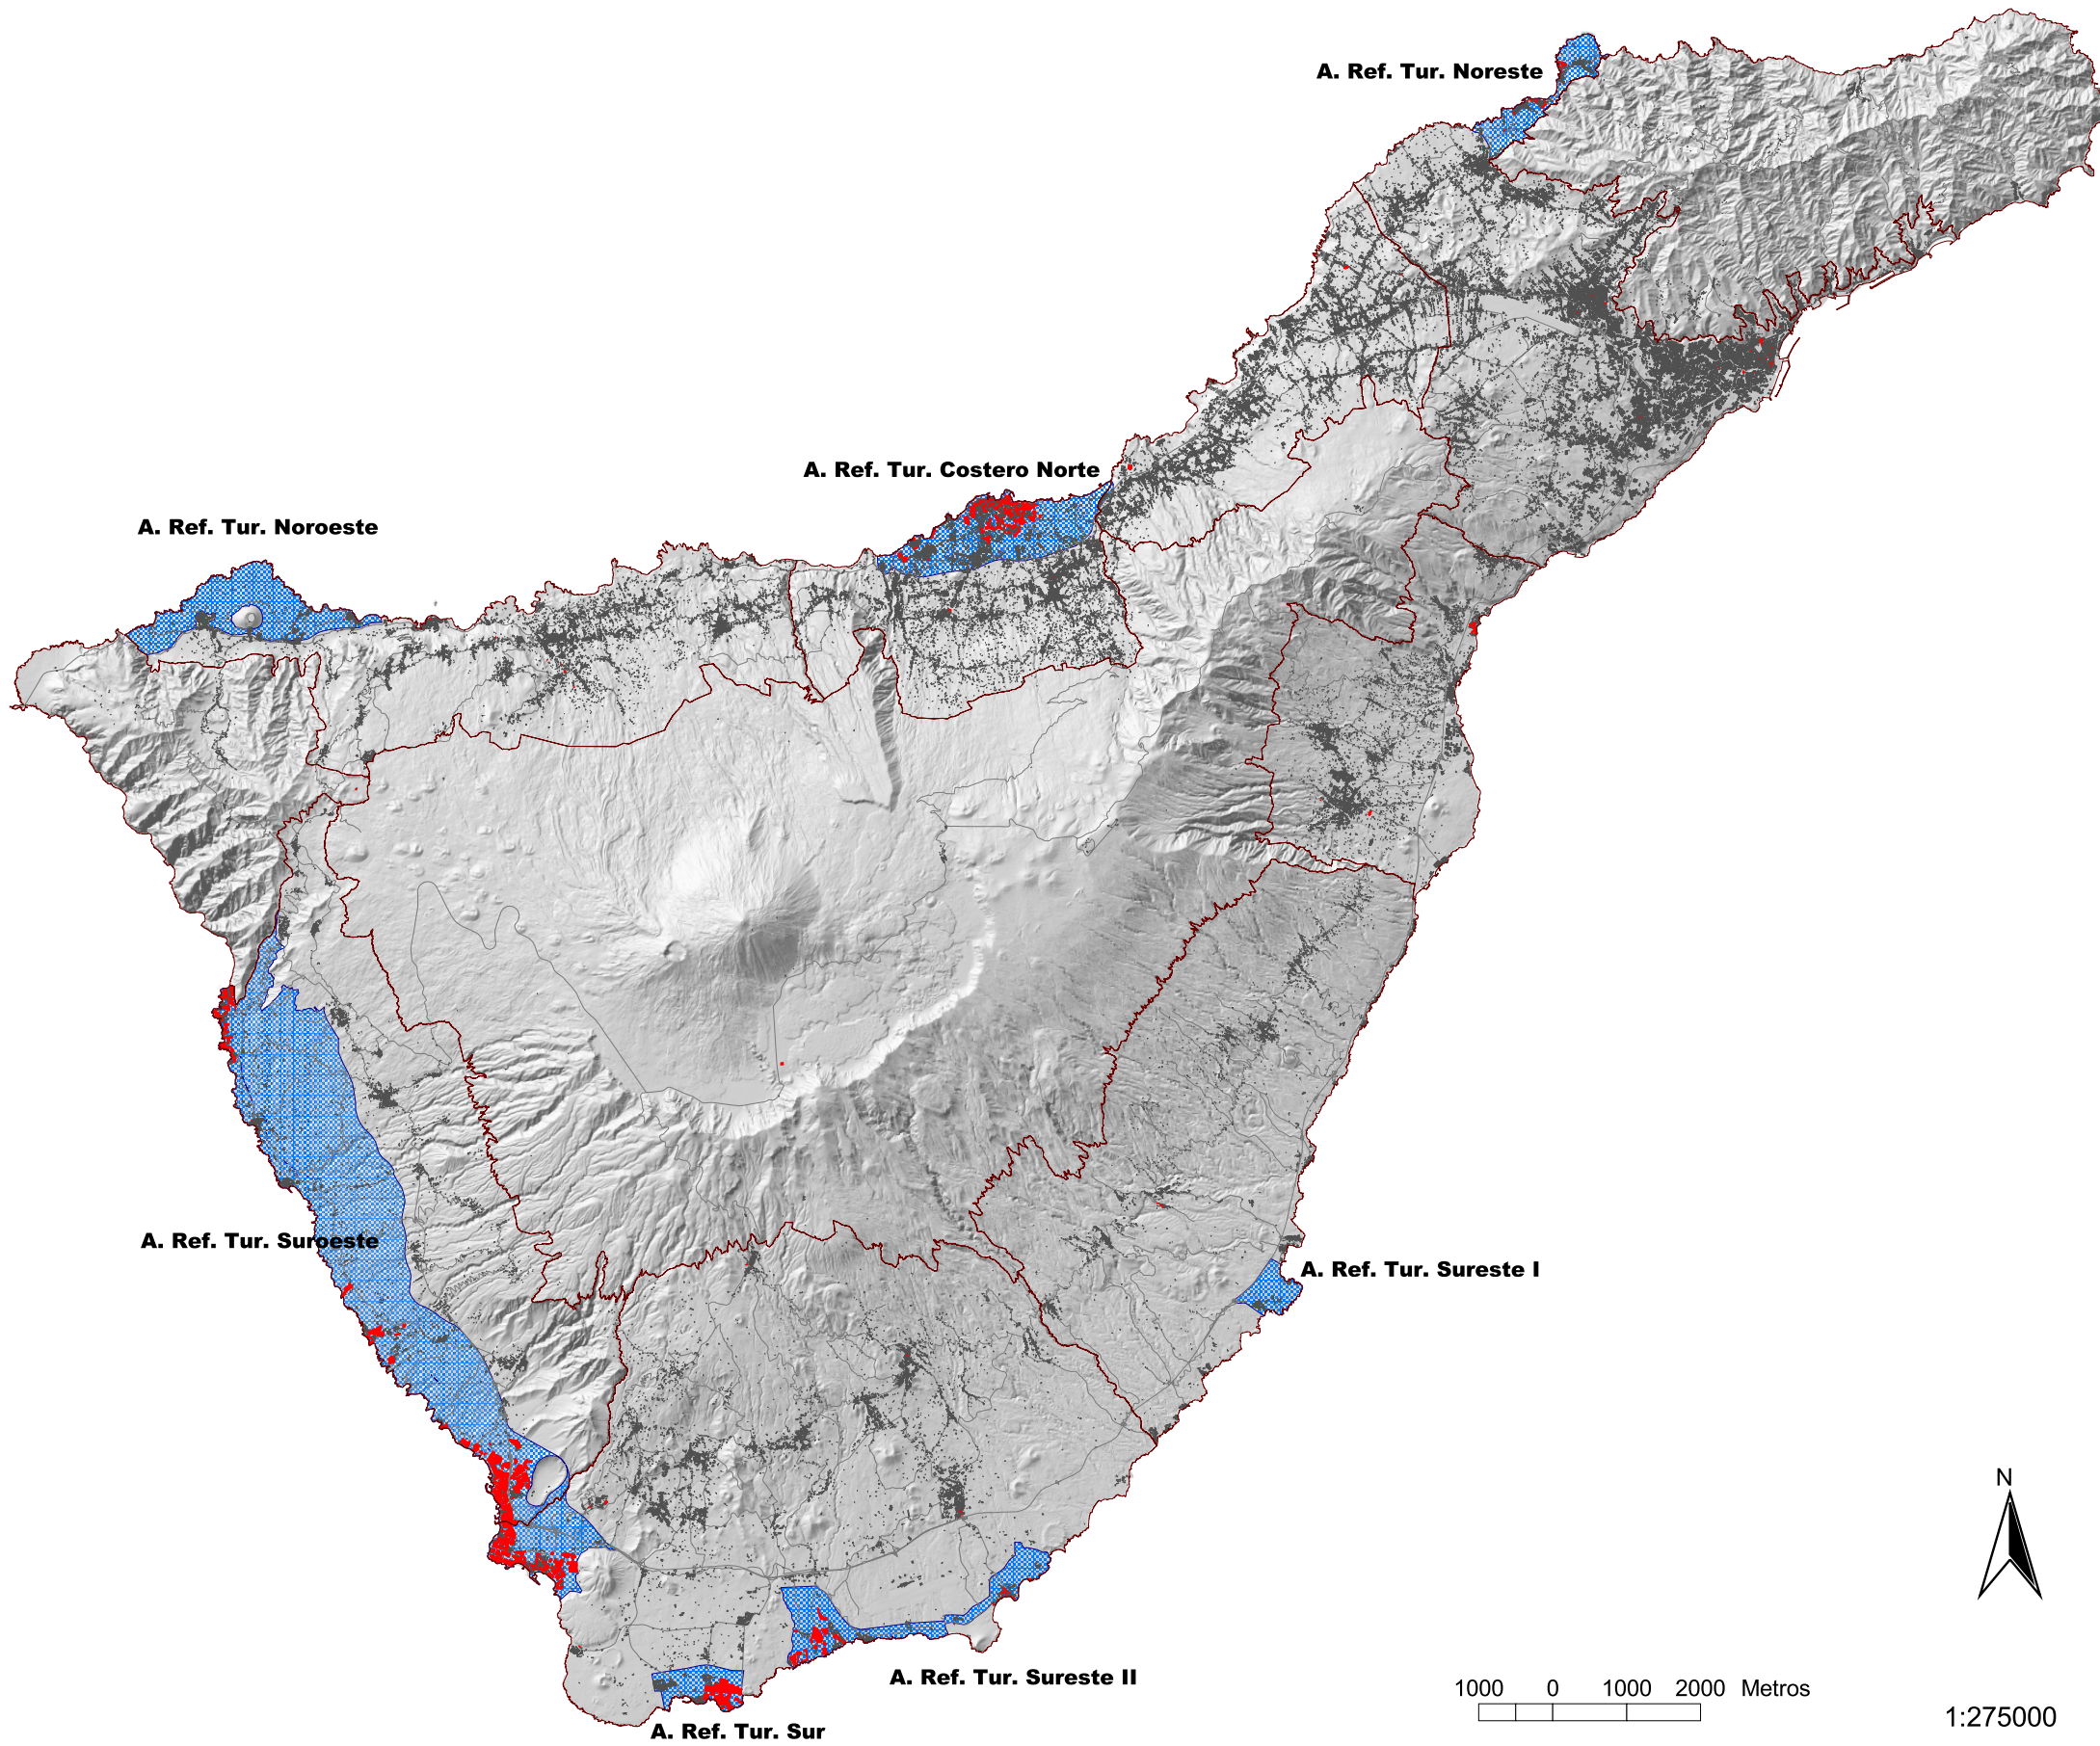 A. Ref. Tur. Noreste
A. Ref. Tur. Costero Norte
A. Ref. Tur. Noroeste
A. Ref. Tur. Suroeste
A. Ref. Tur. Sureste I
N
A. Ref. Tur. Sureste II
1000 0 1000 2000 Metros
1:275000
A. Ref. Tur. Sur